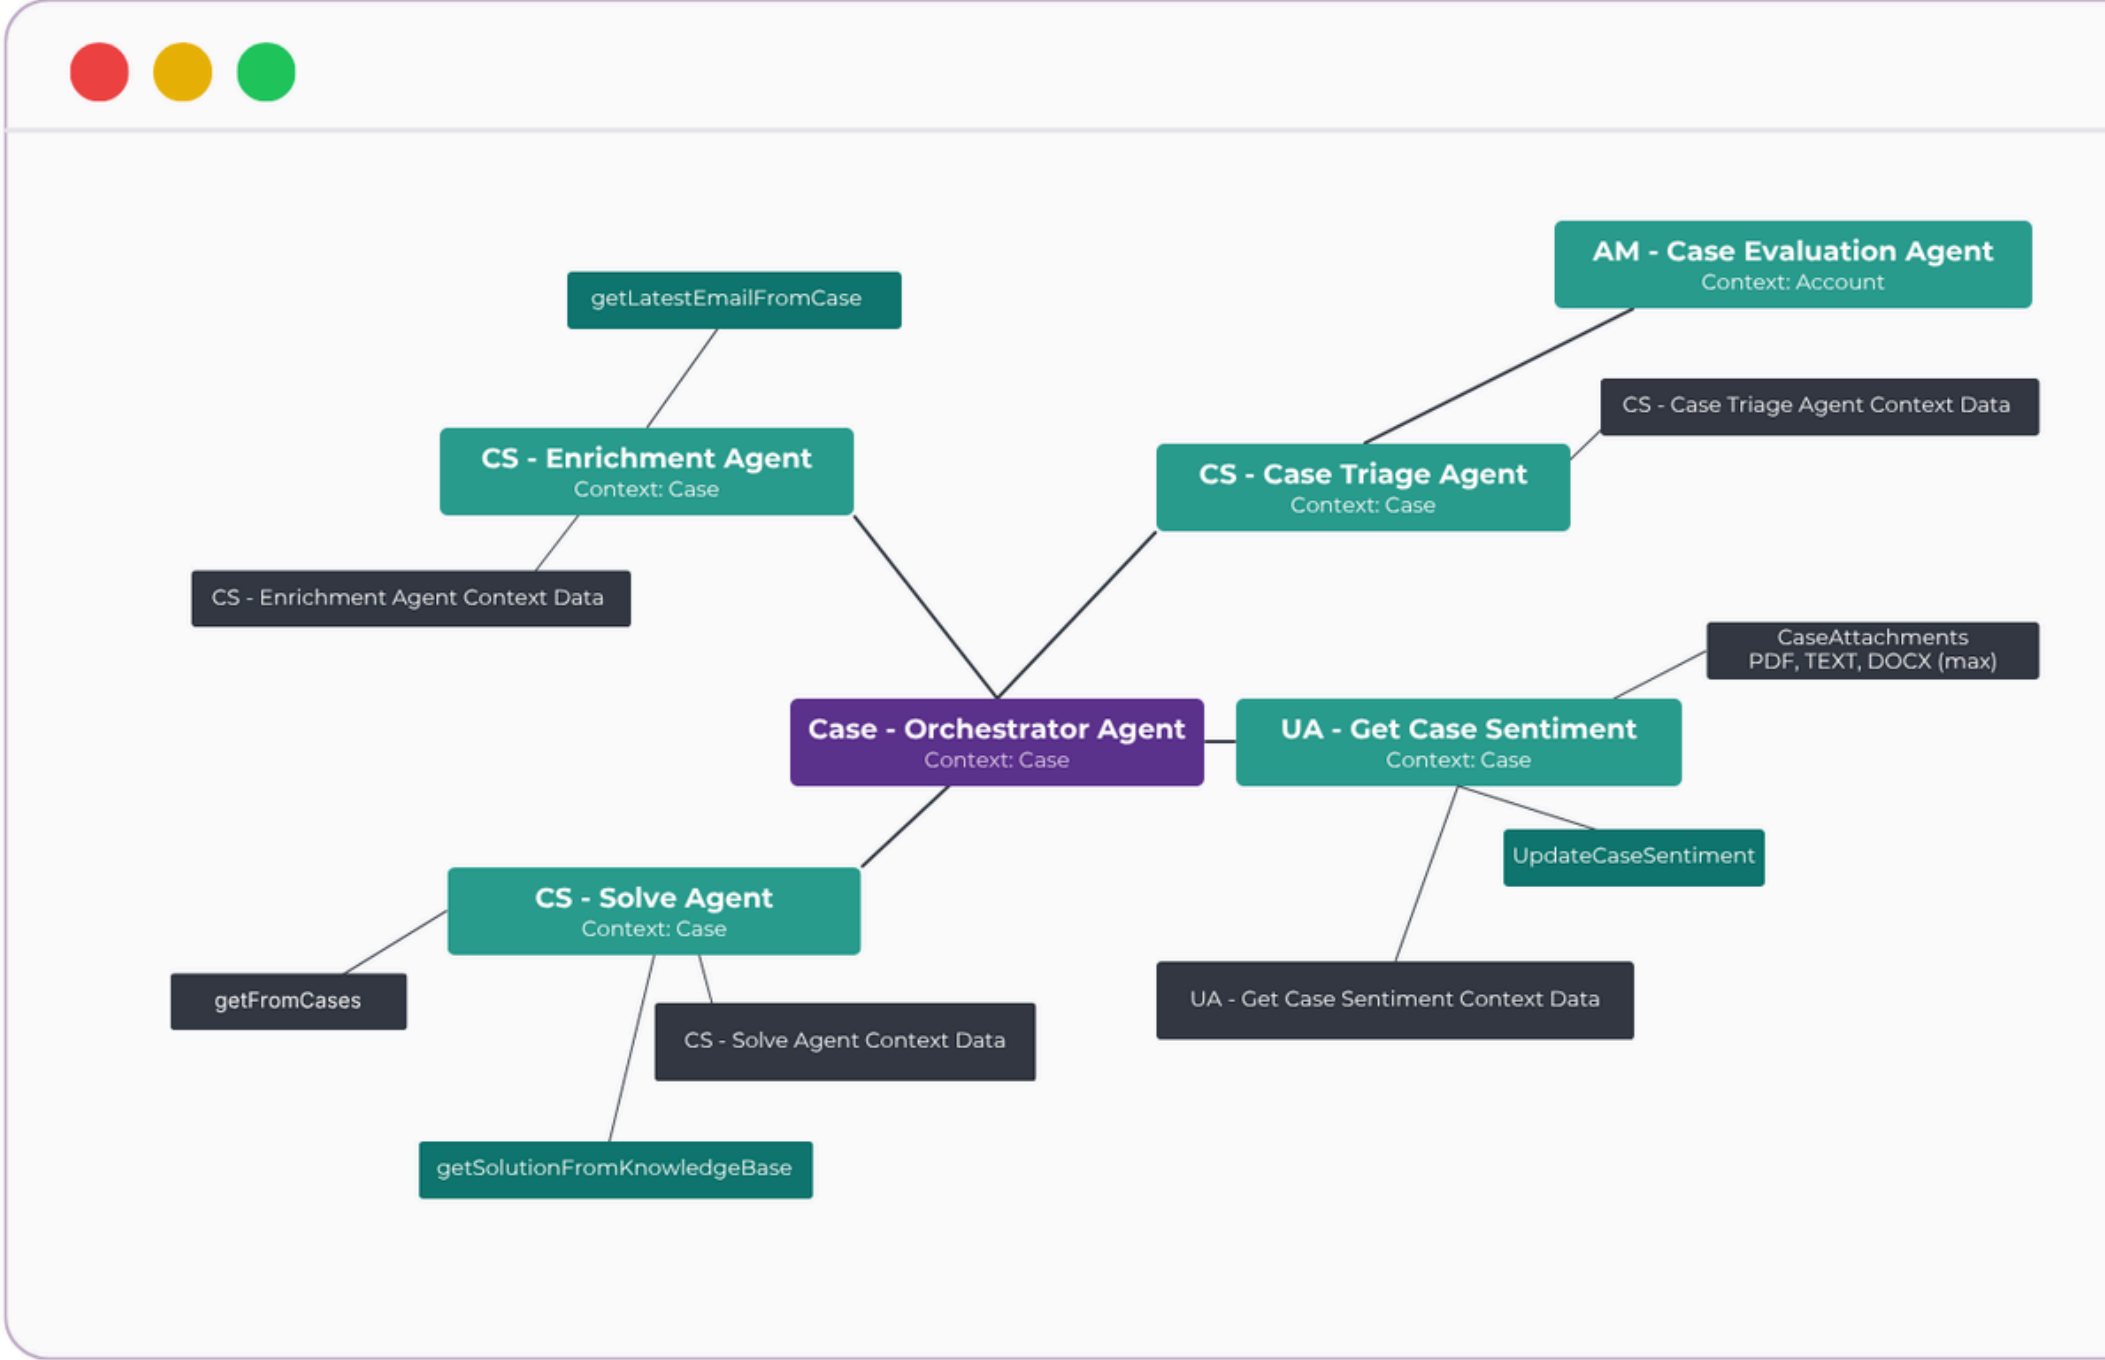 AM - Case Evaluation Agent
Context: Account
getLatestEmailFromCase
CS - Case Triage Agent Context Data
CS - Enrichment Agent
Context: Case
CS - Case Triage Agent
Context: Case
CS - Enrichment Agent Context Data
CaseAttachments
PDF, TEXT, DOCX (max)
Case - Orchestrator Agent
Context: Case
UA - Get Case Sentiment
Context: Case
UpdateCaseSentiment
CS - Solve Agent
Context: Case
getFromCases
UA - Get Case Sentiment Context Data
CS - Solve Agent Context Data
getSolutionFromKnowledgeBase